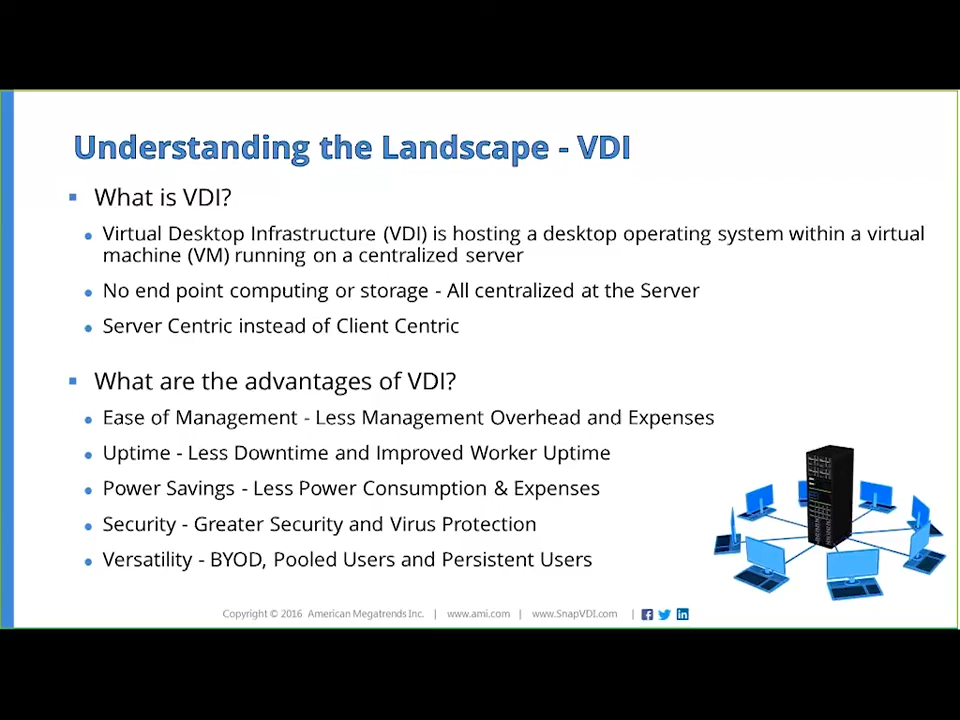 Understanding the Landscape - VDI
What is VDI?
Virtual Desktop Infrastructure (VDI) is hosting a desktop operating system within a virtual
machine (VM) running on a centralized server
No end point computing or storage - All centralized at the Server
Server Centric instead of Client Centric
What are the advantages of VDI?
Ease of Management - Less Management Overhead and Expenses
Uptime - Less Downtime and Improved Worker Uptime
Power Savings - Less Power Consumption & Expenses
Security - Greater Security and Virus Protection
Versatility - BYOD, Pooled Users and Persistent Users
Copyright © 2016 American Megatrends Inc. | www.ami.com | www.SnapVDI.com |